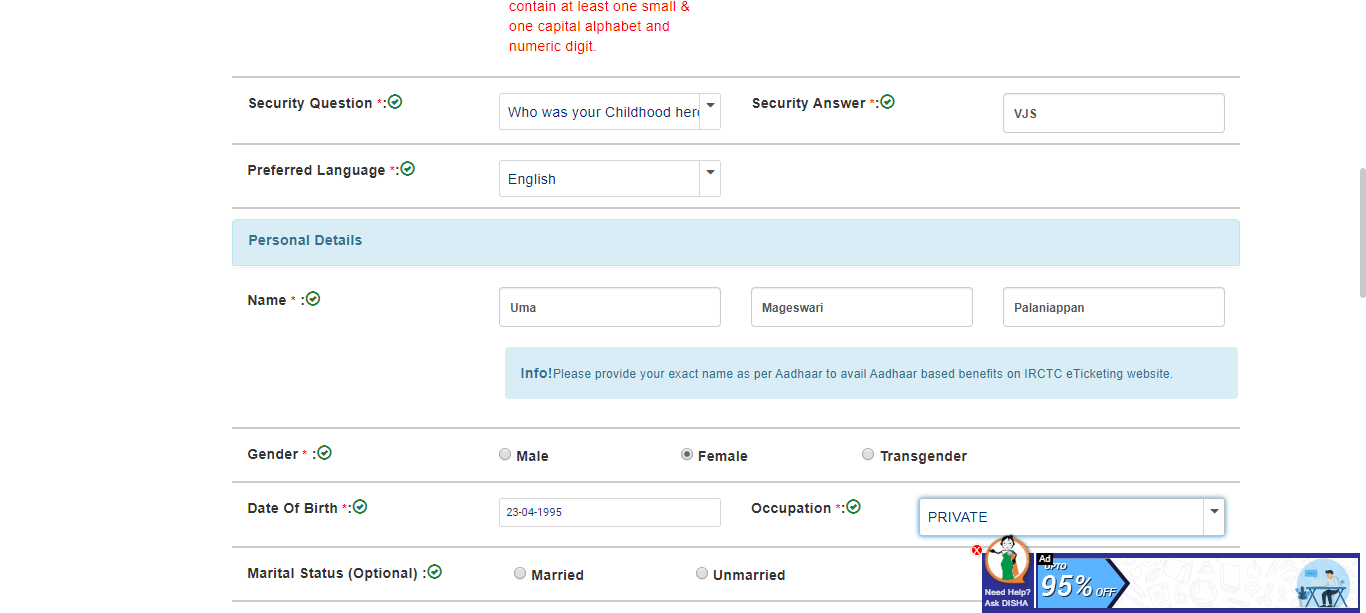 contain at least one small &
one capital alphabet and
numeric digit.
Security Question *:
Who was your Childhood her
Security Answer *:
VJS
Preferred Language *:
English
Personal Details
Name * :
Uma
Mageswari
Palaniappan
Info!Please provide your exact name as per Aadhaar to avail Aadhaar based benefits on IRCTC eTicketing website.
Gender * :
Male
Female
Transgender
Date Of Birth *:
23-04-1995
Occupation *:
PRIVATE
Marital Status (Optional) :
Married
Unmarried
Need Help?
Ask DISHA
Ad
UPTO
95% OFF